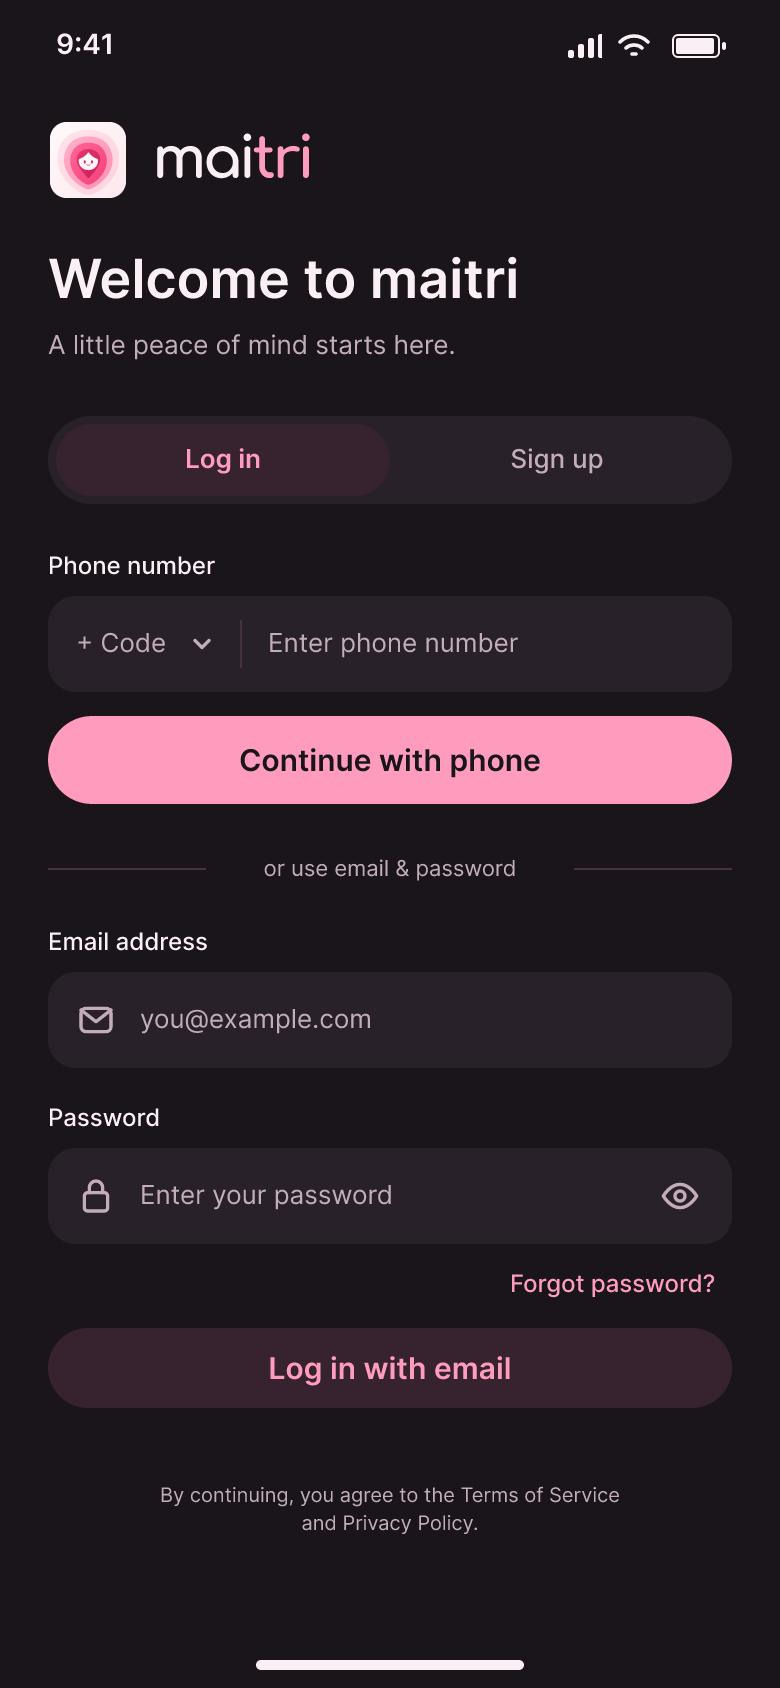 9:41
maitri
Welcome to maitri
A little peace of mind starts here.
Log in
Sign up
Phone number
+ Code
Enter phone number
Continue with phone
or use email & password
Email address
you@example.com
Password
Enter your password
Forgot password?
Log in with email
By continuing, you agree to the Terms of Service
and Privacy Policy.